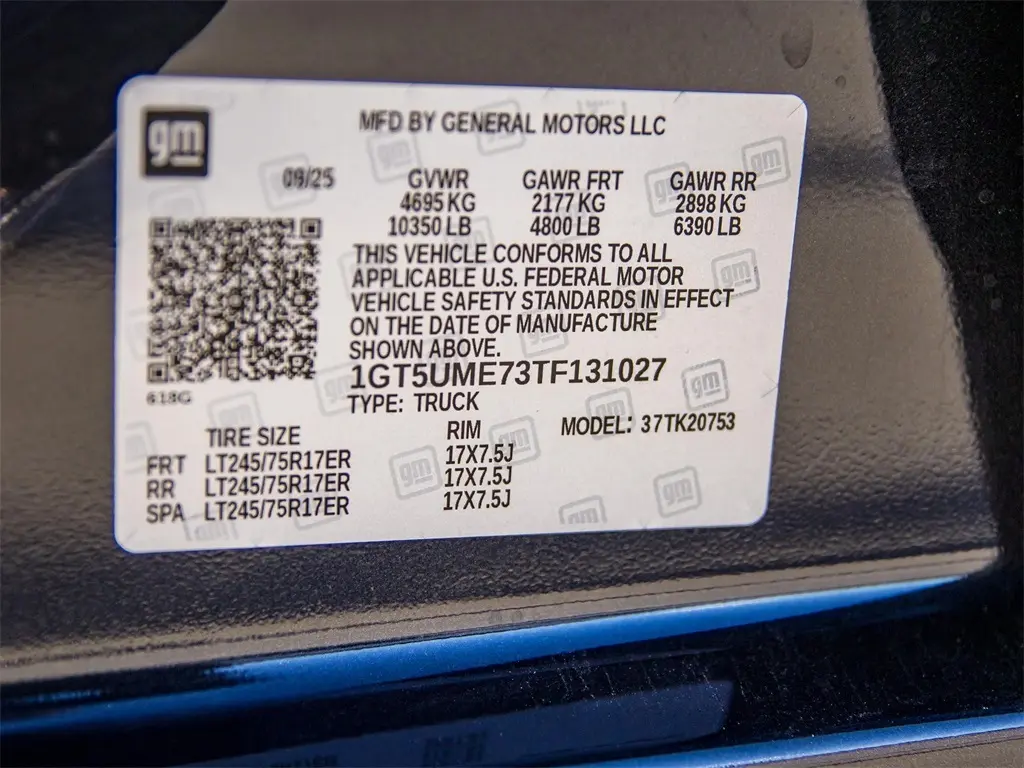 gm
MFD BY GENERAL MOTORS LLC
09/25 GVWR GAWR FRT GAWR RR
4695 KG 2177 KG 2898 KG
10350 LB 4800 LB 6390 LB
THIS VEHICLE CONFORMS TO ALL
APPLICABLE U.S. FEDERAL MOTOR
VEHICLE SAFETY STANDARDS IN EFFECT
ON THE DATE OF MANUFACTURE
SHOWN ABOVE.
1GT5UME73TF131027
618G
TYPE: TRUCK
TIRE SIZE RIM MODEL: 37TK20753
FRT LT245/75R17ER 17X7.5J
RR LT245/75R17ER 17X7.5J
SPA LT245/75R17ER 17X7.5J